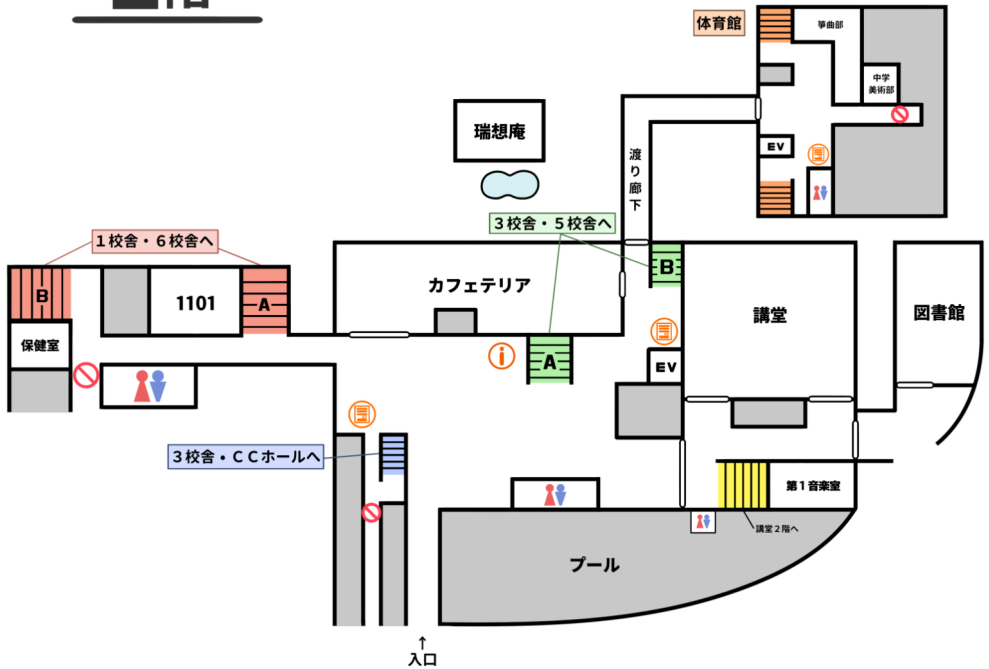 階
体育館
箏曲部
中学
美術部
EV
瑞想庵
渡り廊下
3校舎・5校舎へ
1校舎・6校舎へ
B
1101
A
カフェテリア
B
講堂
図書館
保健室
A
EV
3校舎・CCホールへ
第1音楽室
講堂2階へ
プール
↑
入口